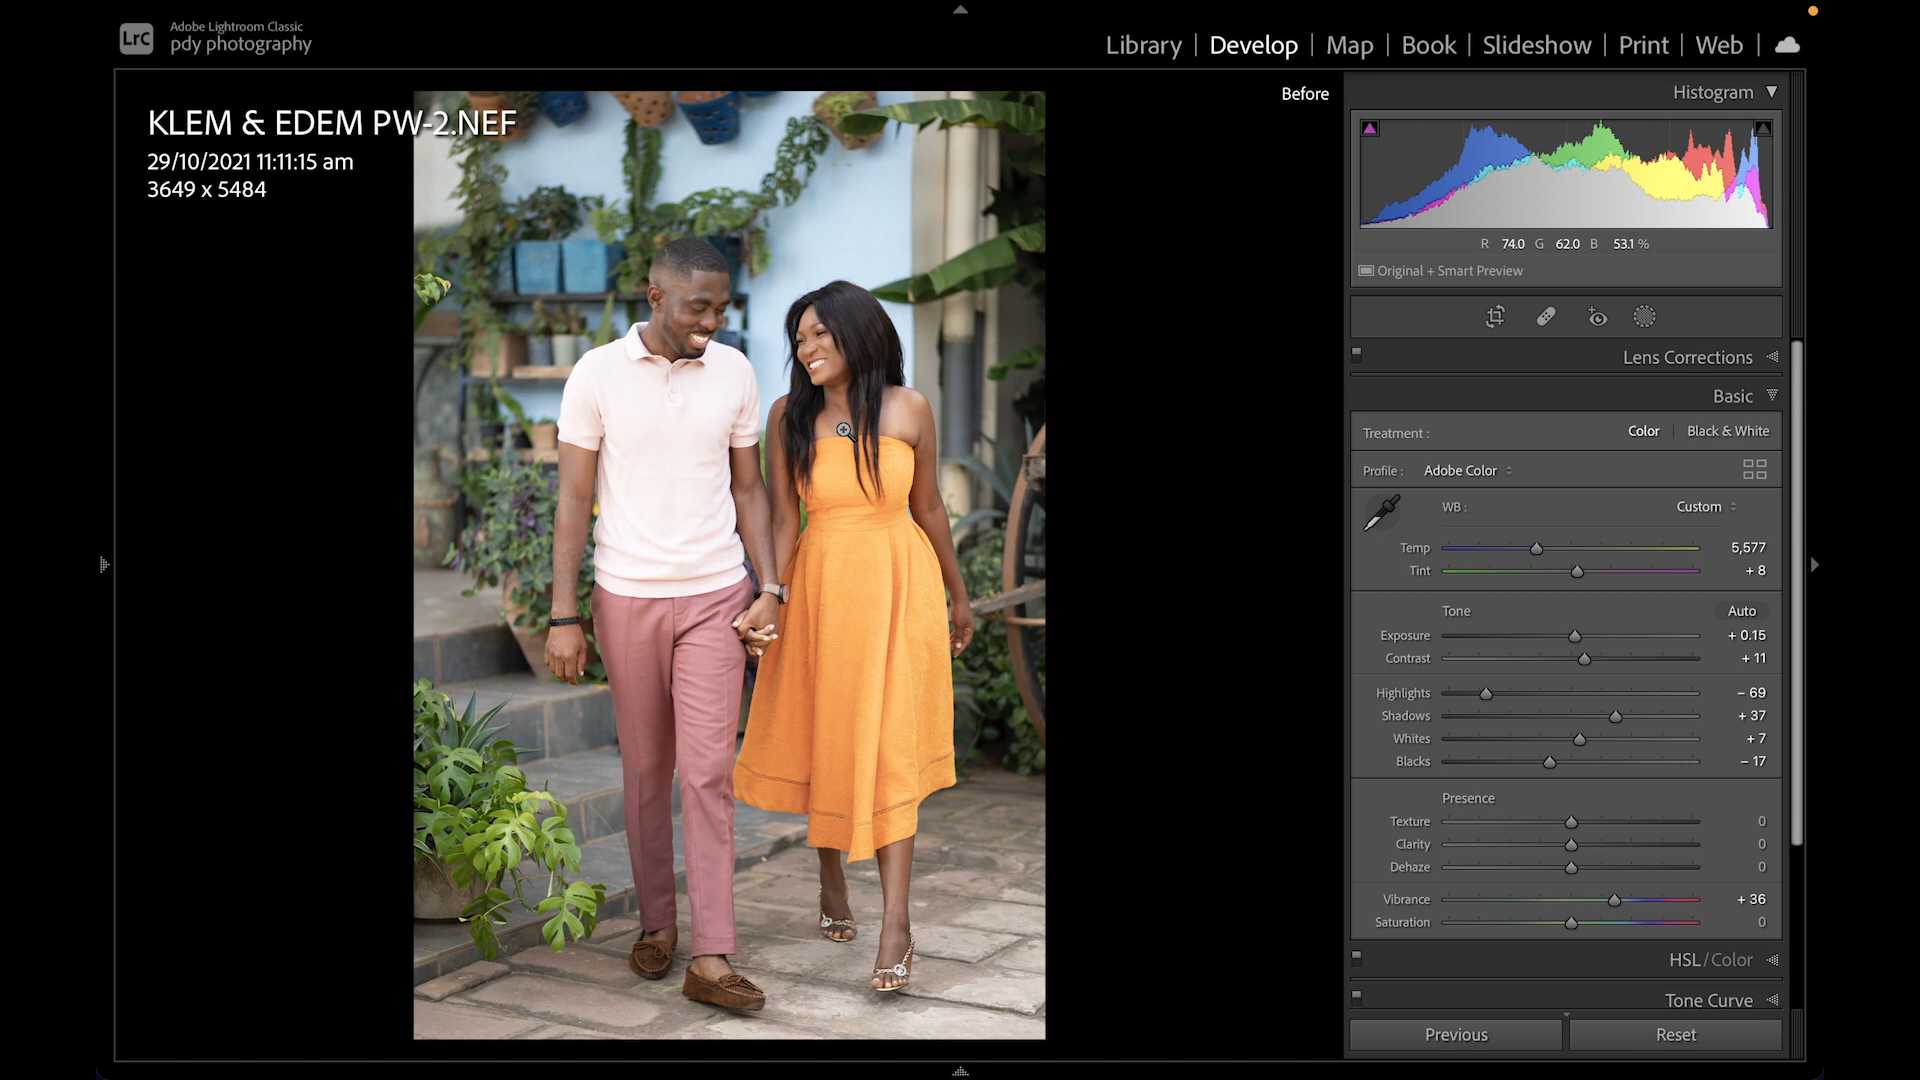 LrC
Adobe Lightroom Classic
pdy photography
Library | Develop | Map | Book | Slideshow | Print | Web |
KLEM & EDEM PW-2.NEF
29/10/2021 11:11:15 am
3649 x 5484
Before
Histogram
R 74.0 G 62.0 B 53.1 %
Original + Smart Preview
Lens Corrections
Basic
Treatment : Color Black & White
Profile : Adobe Color
WB : Custom
Temp 5,577
Tint + 8
Tone Auto
Exposure + 0.15
Contrast + 11
Highlights – 69
Shadows + 37
Whites + 7
Blacks – 17
Presence
Texture 0
Clarity 0
Dehaze 0
Vibrance + 36
Saturation 0
HSL / Color
Tone Curve
Previous Reset